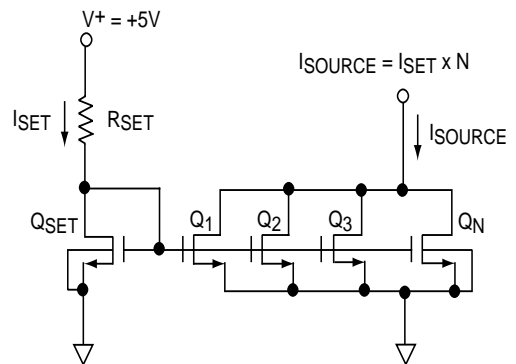 V+ = +5V
ISOURCE = ISET x N
ISET
RSET
ISOURCE
QSET
Q1
Q2
Q3
QN